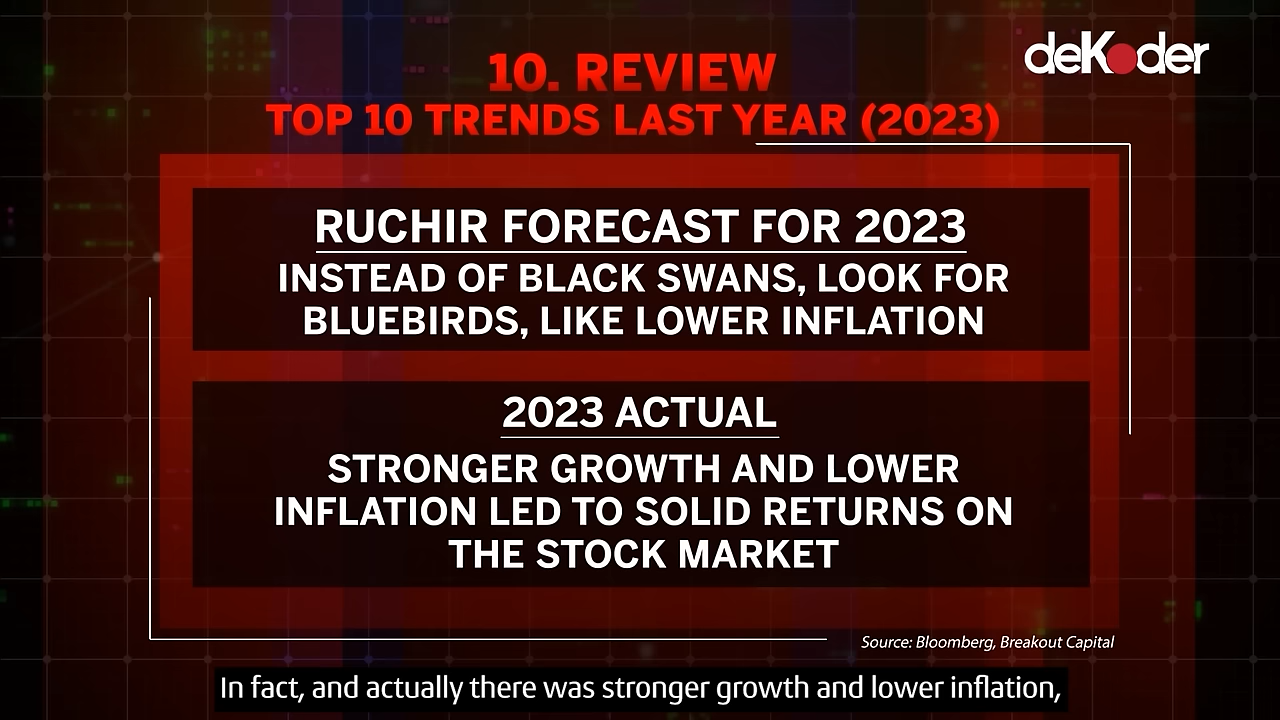 deKoder
10. REVIEW
TOP 10 TRENDS LAST YEAR (2023)
RUCHIR FORECAST FOR 2023
INSTEAD OF BLACK SWANS, LOOK FOR
BLUEBIRDS, LIKE LOWER INFLATION
2023 ACTUAL
STRONGER GROWTH AND LOWER
INFLATION LED TO SOLID RETURNS ON
THE STOCK MARKET
Source: Bloomberg, Breakout Capital
In fact, and actually there was stronger growth and lower inflation,